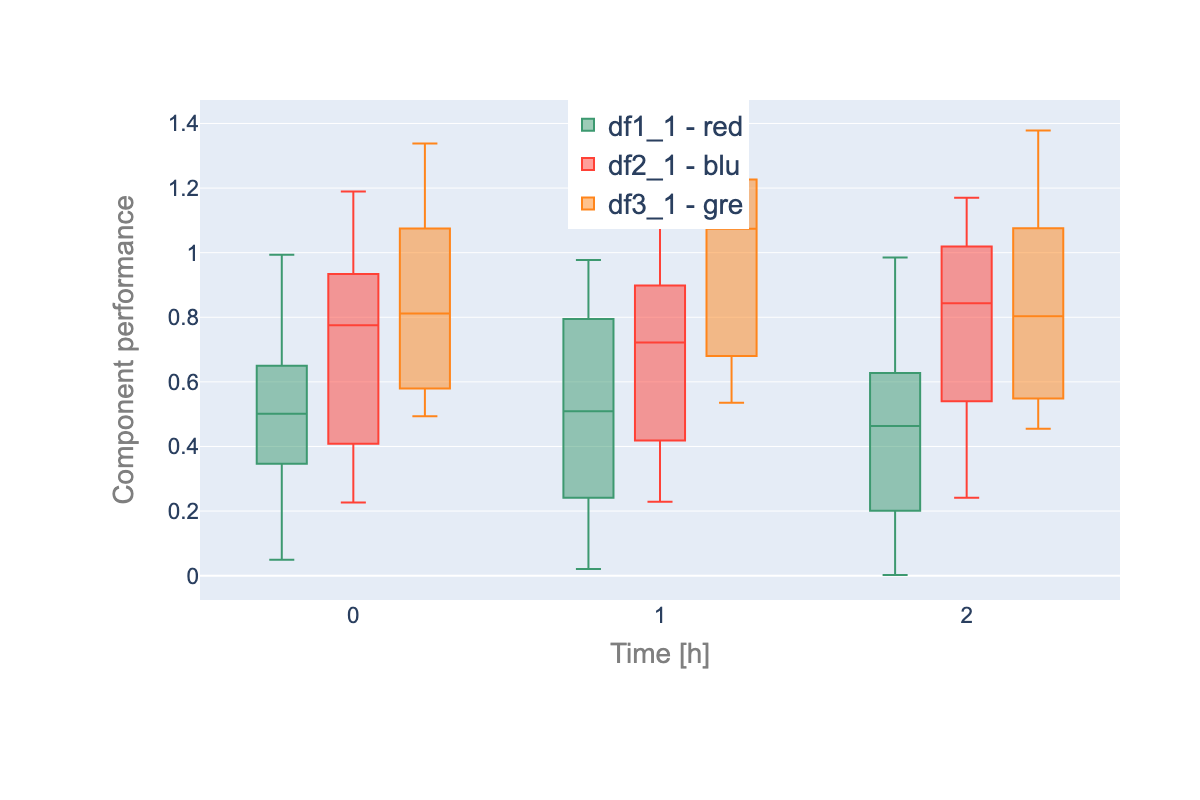 df1_1 - red
df2_1 - blu
df3_1 - gre
1.4
1.2
1
0.8
0.6
0.4
0.2
0
Component performance
0 1 2
Time [h]